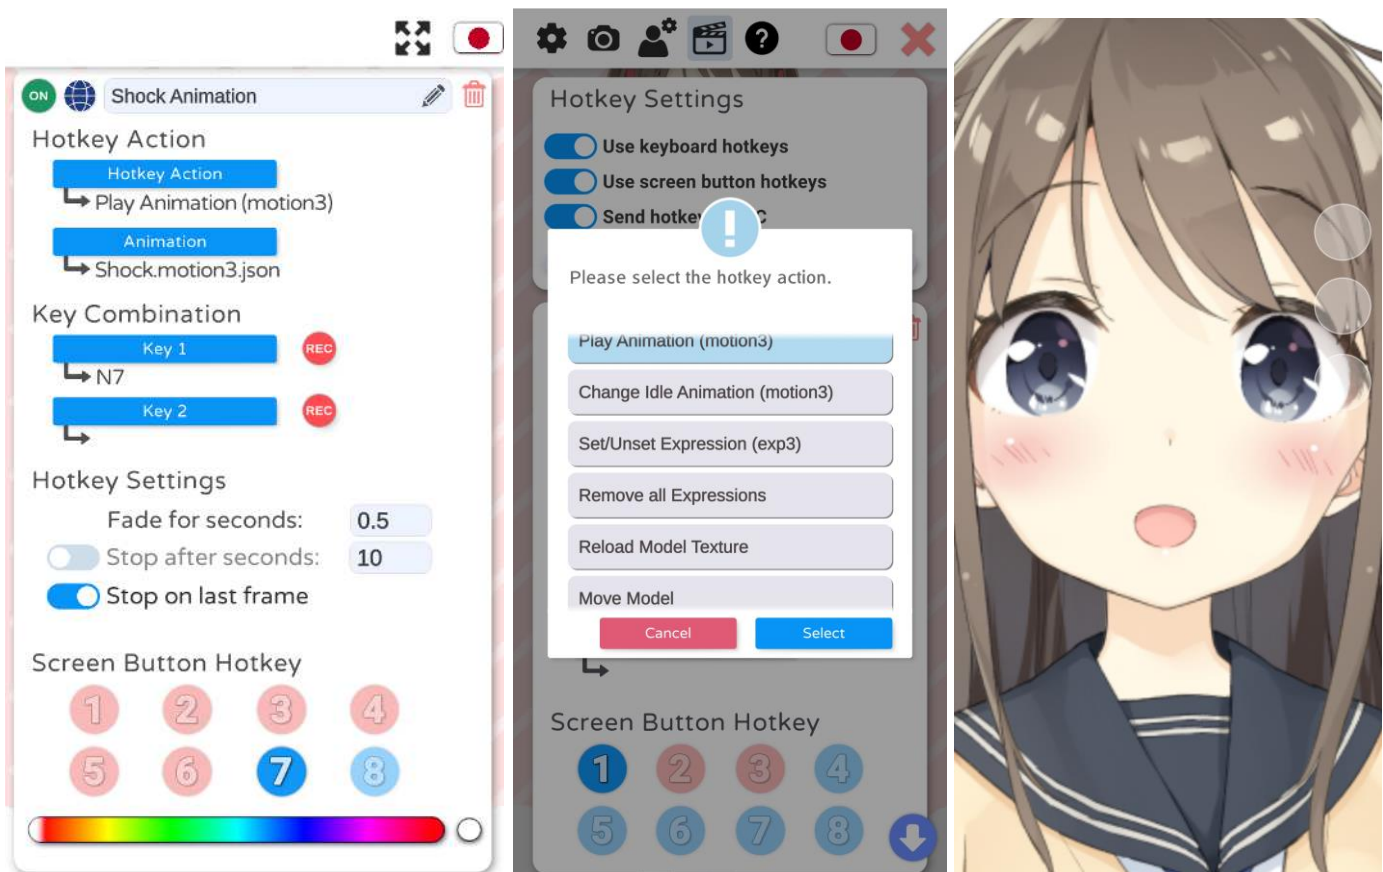 ON
Shock Animation
Hotkey Action
Hotkey Action
Play Animation (motion3)
Animation
Shock.motion3.json
Key Combination
Key 1
REC
N7
Key 2
REC
Hotkey Settings
Fade for seconds: 0.5
Stop after seconds: 10
Stop on last frame
Screen Button Hotkey
1 2 3 4
5 6 7 8
?
Hotkey Settings
Use keyboard hotkeys
Use screen button hotkeys
Send hotkey C
!
Please select the hotkey action.
Play Animation (motion3)
Change Idle Animation (motion3)
Set/Unset Expression (exp3)
Remove all Expressions
Reload Model Texture
Move Model
Cancel
Select
Screen Button Hotkey
1 2 3 4
5 6 7 8